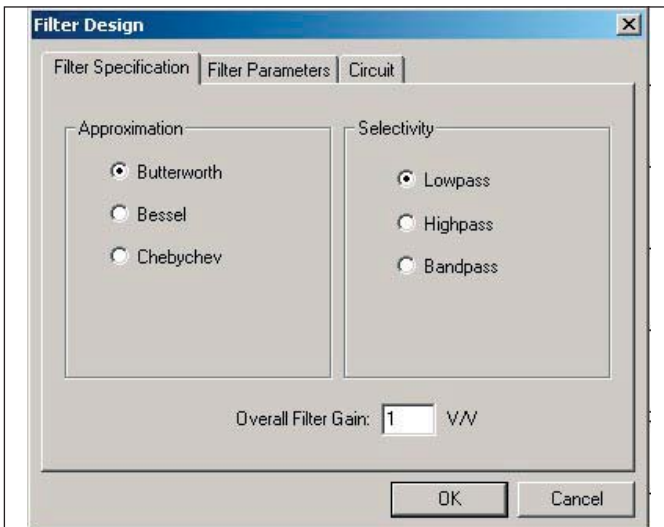 Filter Design
Filter Specification Filter Parameters Circuit
Approximation Selectivity
Butterworth Lowpass
Bessel Highpass
Chebychev Bandpass
Overall Filter Gain: 1 V/V
OK Cancel